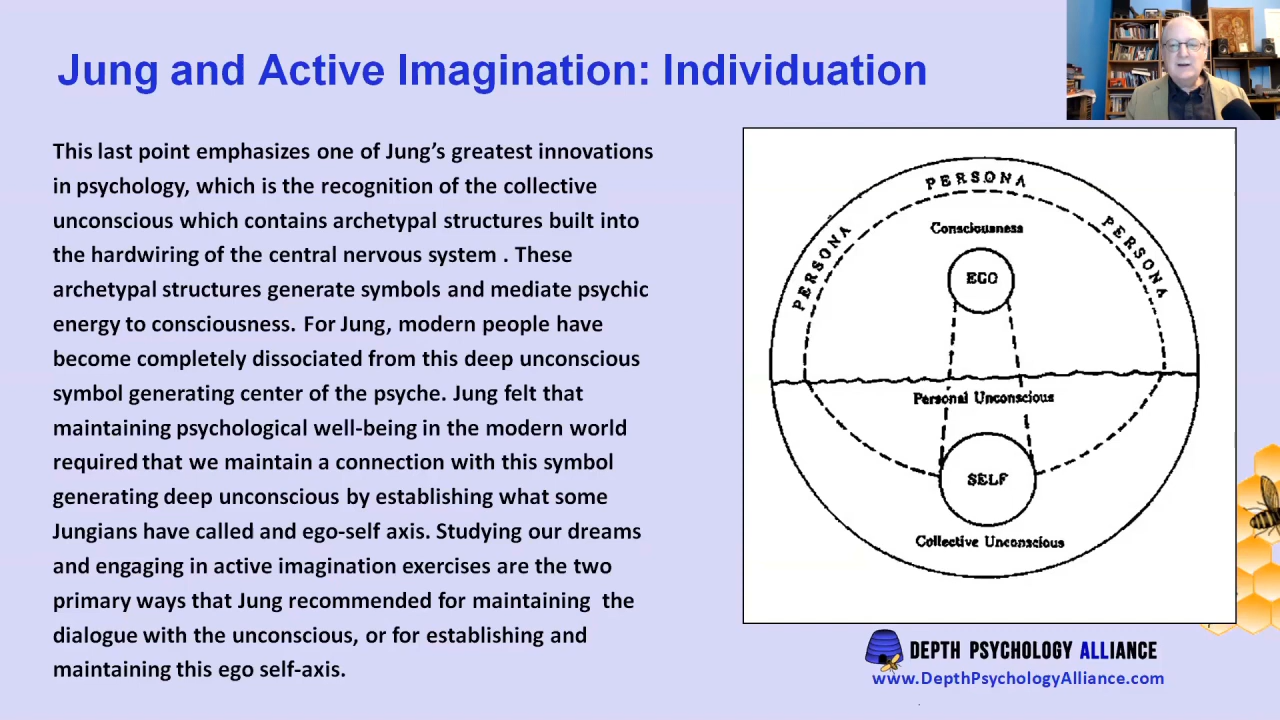 Jung and Active Imagination: Individuation
This last point emphasizes one of Jung's greatest innovations
in psychology, which is the recognition of the collective
unconscious which contains archetypal structures built into
the hardwiring of the central nervous system . These
archetypal structures generate symbols and mediate psychic
energy to consciousness. For Jung, modern people have
become completely dissociated from this deep unconscious
symbol generating center of the psyche. Jung felt that
maintaining psychological well-being in the modern world
required that we maintain a connection with this symbol
generating deep unconscious by establishing what some
Jungians have called and ego-self axis. Studying our dreams
and engaging in active imagination exercises are the two
primary ways that Jung recommended for maintaining the
dialogue with the unconscious, or for establishing and
maintaining this ego self-axis.
PERSONA
PERSONA
PERSONA
Consciousness
EGO
Personal Unconscious
SELF
Collective Unconscious
DEPTH PSYCHOLOGY ALLIANCE
www.DepthPsychologyAlliance.com